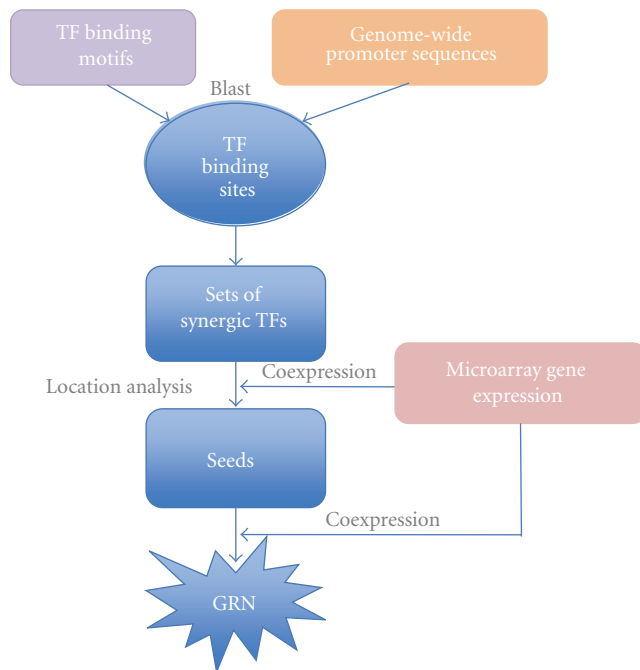 TF binding
motifs
Genome-wide
promoter sequences
Blast
TF
binding
sites
Sets of
synergic TFs
Coexpression
Location analysis
Microarray gene
expression
Seeds
Coexpression
GRN